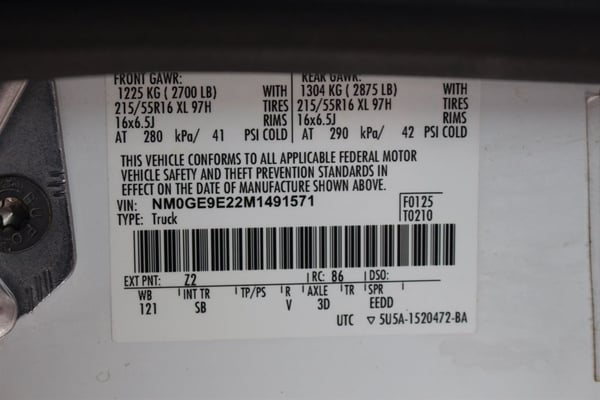 FRONT GAWR: REAR GAWR:
1225 KG ( 2700 LB) WITH 1304 KG ( 2875 LB) WITH
215/55R16 XL 97H TIRES 215/55R16 XL 97H TIRES
16x6.5J RIMS 16x6.5J RIMS
AT 280 kPa/ 41 PSI COLD AT 290 kPa/ 42 PSI COLD
THIS VEHICLE CONFORMS TO ALL APPLICABLE FEDERAL MOTOR
VEHICLE SAFETY AND THEFT PREVENTION STANDARDS IN
EFFECT ON THE DATE OF MANUFACTURE SHOWN ABOVE.
VIN: NM0GE9E22M1491571 F0125
TYPE: Truck T0210
EXT PNT: Z2 RC: 86 DSO:
WB INT TR TP/PS R AXLE TR SPR
121 SB V 3D EEDD
UTC ▽ 5U5A-1520472-BA